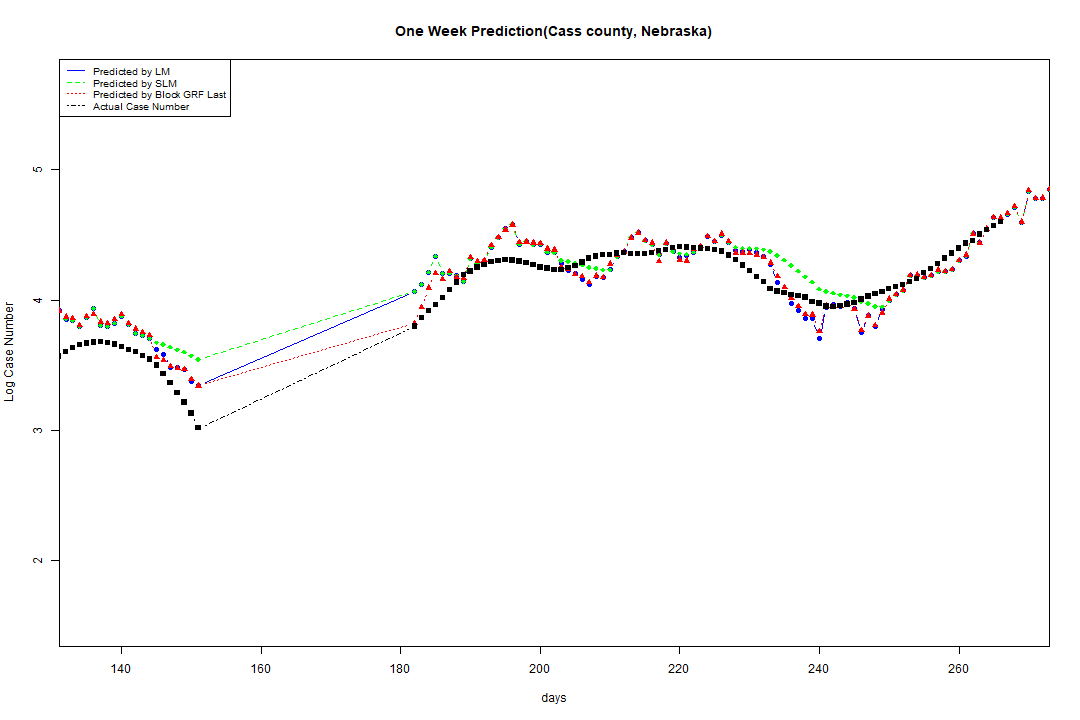 One Week Prediction(Cass county, Nebraska)
Predicted by LM
Predicted by SLM
Predicted by Block GRF Last
Actual Case Number
Log Case Number
5
4
3
2
140 160 180 200 220 240 260
days